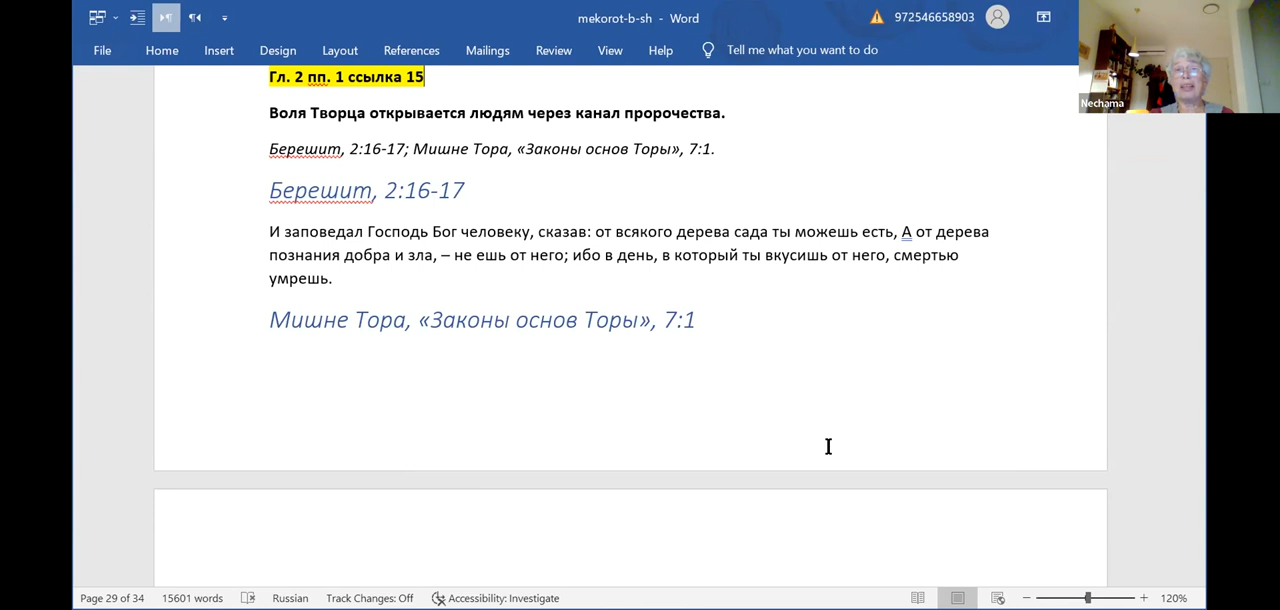 mekorot-b-sh - Word
972546658903
File Home Insert Design Layout References Mailings Review View Help Tell me what you want to do
Nechama
Гл. 2 пп. 1 ссылка 15
Воля Творца открывается людям через канал пророчества.
Берешит, 2:16-17; Мишне Тора, «Законы основ Торы», 7:1.
Берешит, 2:16-17
И заповедал Господь Бог человеку, сказав: от всякого дерева сада ты можешь есть, А от дерева
познания добра и зла, – не ешь от него; ибо в день, в который ты вкусишь от него, смертью
умрешь.
Мишне Тора, «Законы основ Торы», 7:1
Page 29 of 34 15601 words Russian Track Changes: Off Accessibility: Investigate 120%